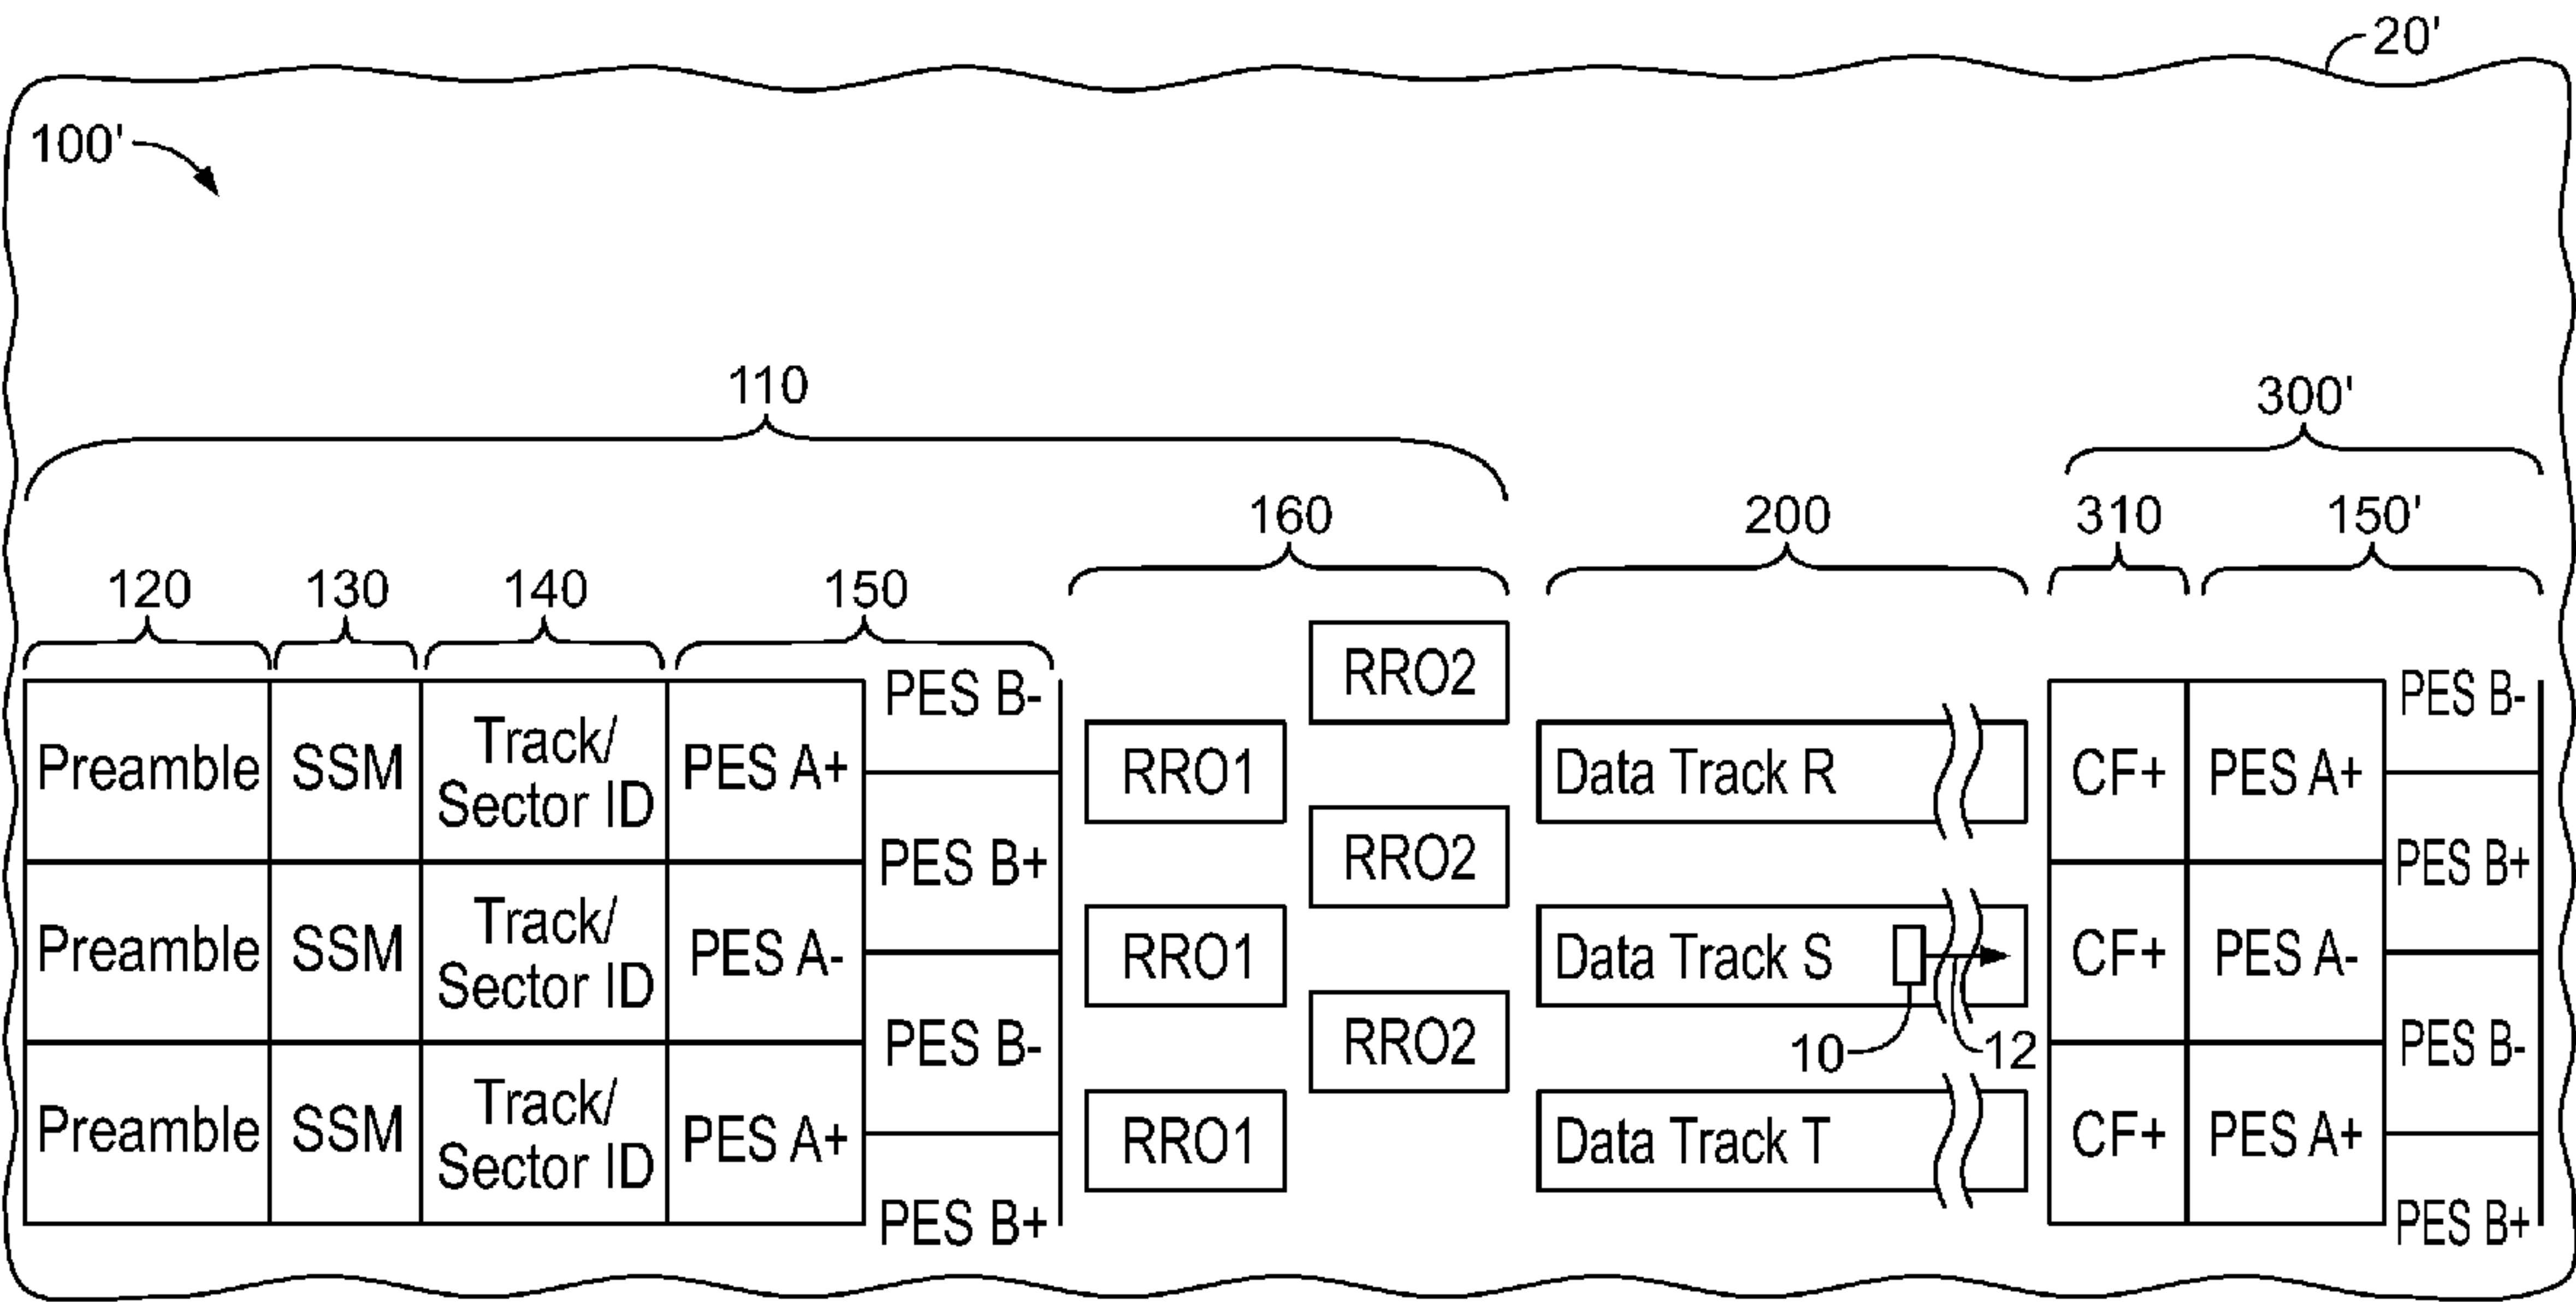 20'
100'
110
300'
160
200
310
150'
120
130
140
150
PES B-
RRO2
PES B-
Preamble
SSM
Track/
Sector ID
PES A+
RRO1
Data Track R
CF+
PES A+
PES B+
RRO2
PES B+
Preamble
SSM
Track/
Sector ID
PES A-
RRO1
Data Track S
CF+
PES A-
PES B-
RRO2
10
12
PES B-
Preamble
SSM
Track/
Sector ID
PES A+
RRO1
Data Track T
CF+
PES A+
PES B+
PES B+